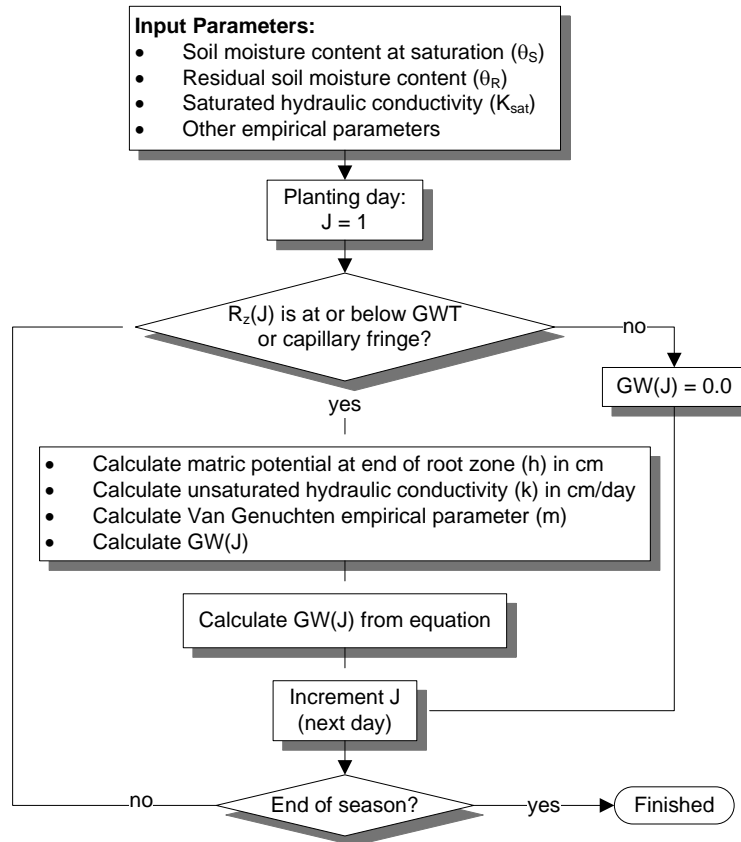 Input Parameters:
• Soil moisture content at saturation (θS)
• Residual soil moisture content (θR)
• Saturated hydraulic conductivity (Ksat)
• Other empirical parameters
Planting day:
J = 1
Rz(J) is at or below GWT
or capillary fringe?
no
yes
GW(J) = 0.0
• Calculate matric potential at end of root zone (h) in cm
• Calculate unsaturated hydraulic conductivity (k) in cm/day
• Calculate Van Genuchten empirical parameter (m)
• Calculate GW(J)
Calculate GW(J) from equation
Increment J
(next day)
no
End of season?
yes
Finished